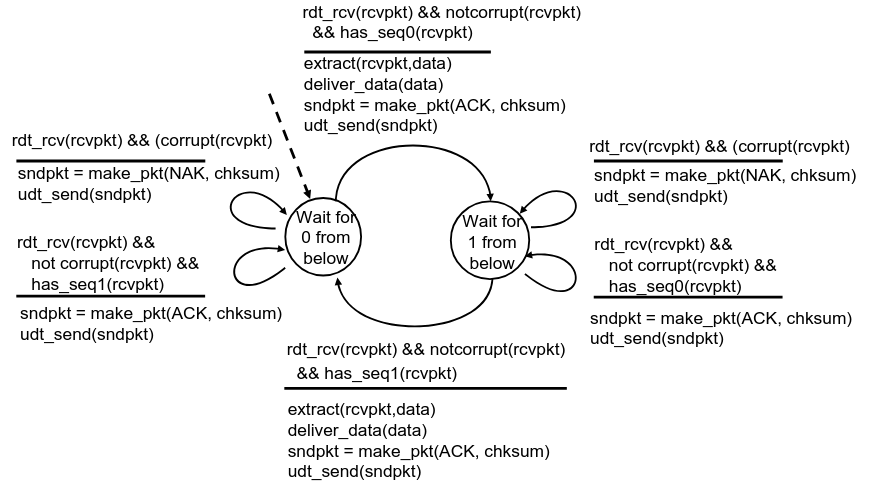 rdt_rcv(rcvpkt) && notcorrupt(rcvpkt)
&& has_seq0(rcvpkt)
extract(rcvpkt,data)
deliver_data(data)
sndpkt = make_pkt(ACK, chksum)
udt_send(sndpkt)
rdt_rcv(rcvpkt) && (corrupt(rcvpkt)
sndpkt = make_pkt(NAK, chksum)
udt_send(sndpkt)
rdt_rcv(rcvpkt) &&
not corrupt(rcvpkt) &&
has_seq1(rcvpkt)
sndpkt = make_pkt(ACK, chksum)
udt_send(sndpkt)
Wait for
0 from
below
Wait for
1 from
below
rdt_rcv(rcvpkt) && (corrupt(rcvpkt)
sndpkt = make_pkt(NAK, chksum)
udt_send(sndpkt)
rdt_rcv(rcvpkt) &&
not corrupt(rcvpkt) &&
has_seq0(rcvpkt)
sndpkt = make_pkt(ACK, chksum)
udt_send(sndpkt)
rdt_rcv(rcvpkt) && notcorrupt(rcvpkt)
&& has_seq1(rcvpkt)
extract(rcvpkt,data)
deliver_data(data)
sndpkt = make_pkt(ACK, chksum)
udt_send(sndpkt)